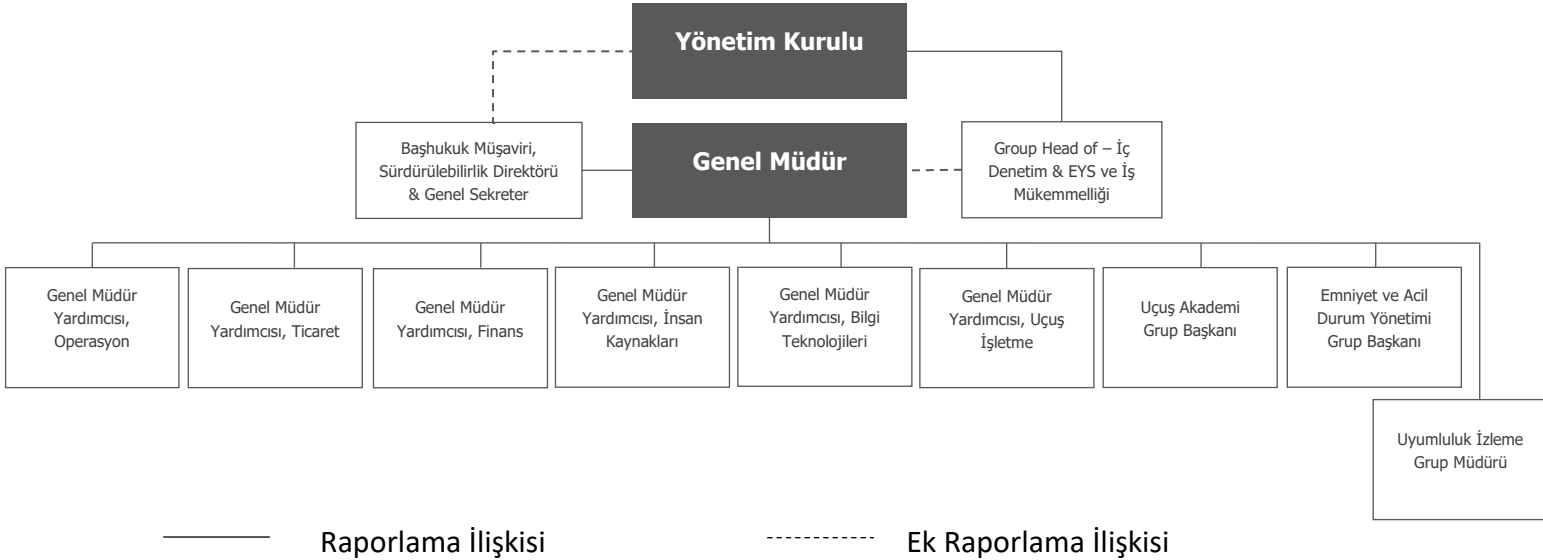 Yönetim Kurulu
Başhukuk Müşaviri,
Sürdürülebilirlik Direktörü
& Genel Sekreter
Genel Müdür
Group Head of – İç
Denetim & EYS ve İş
Mükemmelliği
Genel Müdür
Yardımcısı,
Operasyon
Genel Müdür
Yardımcısı, Ticaret
Genel Müdür
Yardımcısı, Finans
Genel Müdür
Yardımcısı, İnsan
Kaynakları
Genel Müdür
Yardımcısı, Bilgi
Teknolojileri
Genel Müdür
Yardımcısı, Uçuş
İşletme
Uçuş Akademi
Grup Başkanı
Emniyet ve Acil
Durum Yönetimi
Grup Başkanı
Uyumluluk İzleme
Grup Müdürü
Raporlama İlişkisi
Ek Raporlama İlişkisi